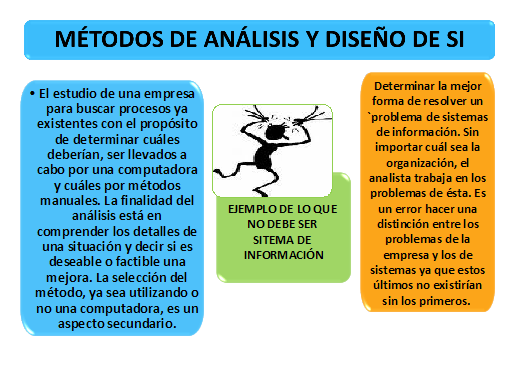 MÉTODOS DE ANÁLISIS Y DISEÑO DE SI
• El estudio de una empresa
para buscar procesos ya
existentes con el propósito
de determinar cuáles
deberían, ser llevados a
cabo por una computadora
y cuáles por métodos
manuales. La finalidad del
análisis está en
comprender los detalles de
una situación y decir si es
deseable o factible una
mejora. La selección del
método, ya sea utilizando o
no una computadora, es un
aspecto secundario.
EJEMPLO DE LO QUE
NO DEBE SER
SITEMA DE
INFORMACIÓN
Determinar la mejor
forma de resolver un
`problema de sistemas
de información. Sin
importar cuál sea la
organización, el
analista trabaja en los
problemas de ésta. Es
un error hacer una
distinción entre los
problemas de la
empresa y los de
sistemas ya que estos
últimos no existirían
sin los primeros.